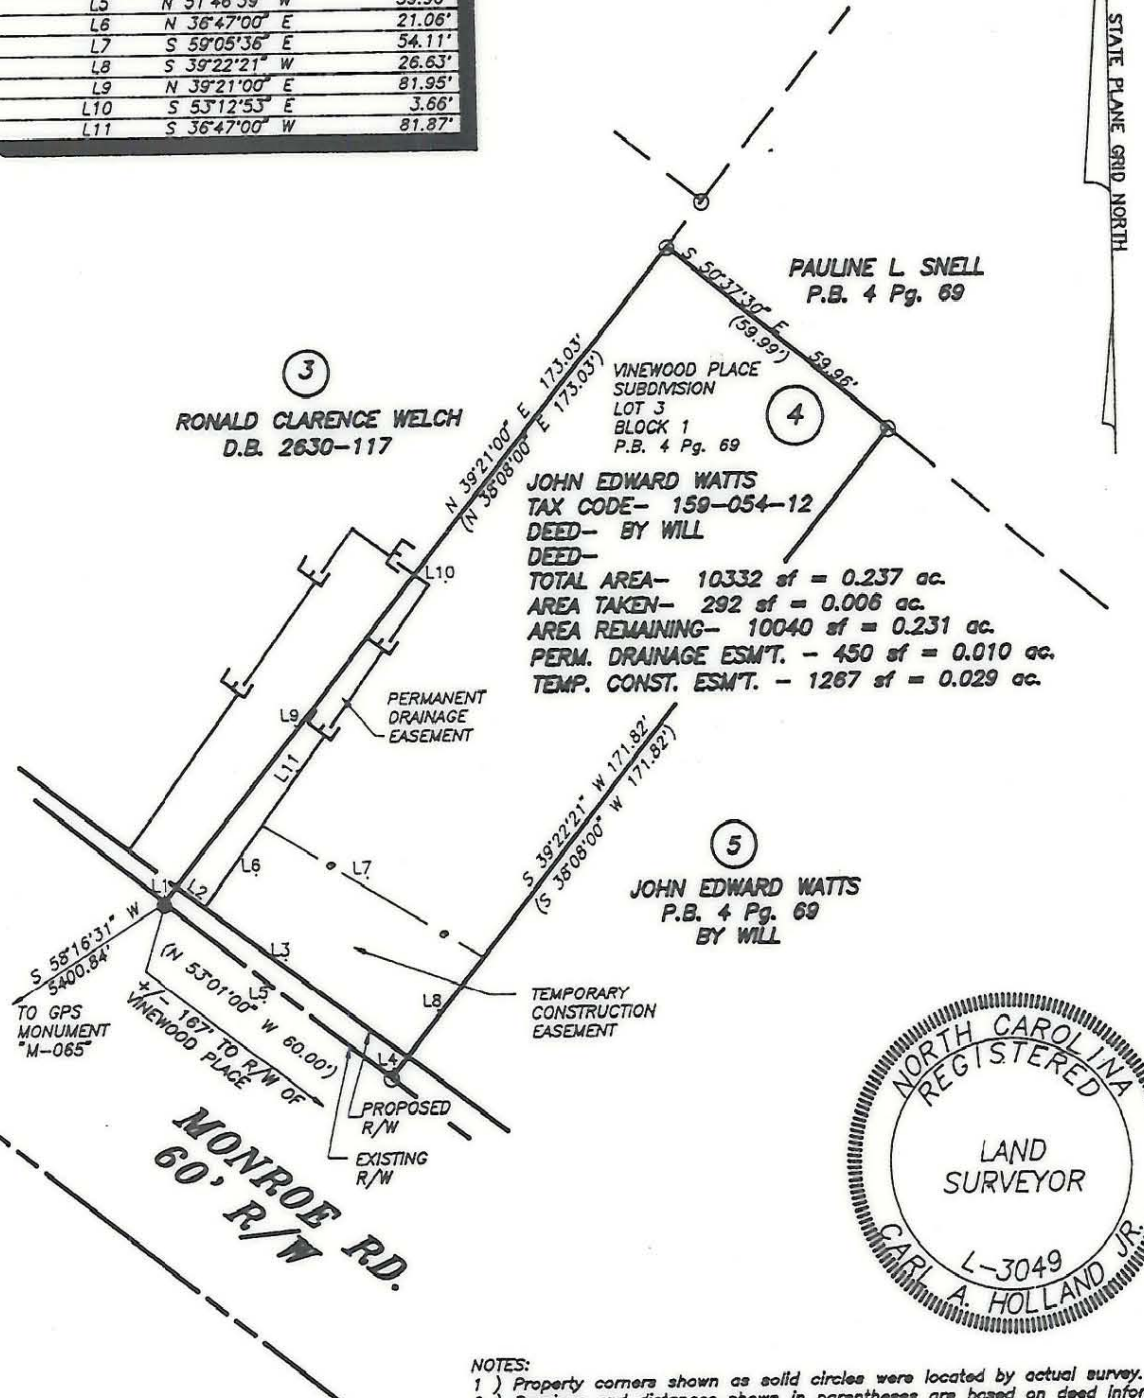 L5 N 51°46'59" W 59.96'
L6 N 36°47'00" E 21.06'
L7 S 59°05'36" E 54.11'
L8 S 39°22'21" W 26.63'
L9 N 39°21'00" E 81.95'
L10 S 53°12'53" E 3.66'
L11 S 36°47'00" W 81.87'
STATE PLANE GRID NORTH
PAULINE L. SNELL
P.B. 4 Pg. 69
S 50°37'30" E 59.96'
(59.99')
3
RONALD CLARENCE WELCH
D.B. 2630-117
N 39°21'00" E 173.03'
(N 38°08'00" E 173.03')
VINEWOOD PLACE
SUBDIVISION
LOT 3
BLOCK 1
P.B. 4 Pg. 69
4
JOHN EDWARD WATTS
TAX CODE- 159-054-12
DEED- BY WILL
DEED-
TOTAL AREA- 10332 sf = 0.237 ac.
AREA TAKEN- 292 sf = 0.006 ac.
AREA REMAINING- 10040 sf = 0.231 ac.
PERM. DRAINAGE ESM'T. - 450 sf = 0.010 ac.
TEMP. CONST. ESM'T. - 1267 sf = 0.029 ac.
E
E
E
E
E
L10
L9
L11
PERMANENT
DRAINAGE
EASEMENT
S 39°22'21" W 171.82'
(S 38°08'00" W 171.82')
5
JOHN EDWARD WATTS
P.B. 4 Pg. 69
BY WILL
L6
L7
L1
L2
L3
L5
L8
L4
S 58°16'31" W
5400.84'
TO GPS
MONUMENT
"M-065"
(N 53°01'00" W 60.00')
+/- 167' TO R/W OF
VINEWOOD PLACE
TEMPORARY
CONSTRUCTION
EASEMENT
PROPOSED
R/W
EXISTING
R/W
MONROE RD.
60' R/W
NORTH CAROLINA
REGISTERED
LAND
SURVEYOR
L-3049
CARL A. HOLLAND JR.
NOTES:
1 ) Property corners shown as solid circles were located by actual survey
distances shown in parentheses are based on deed